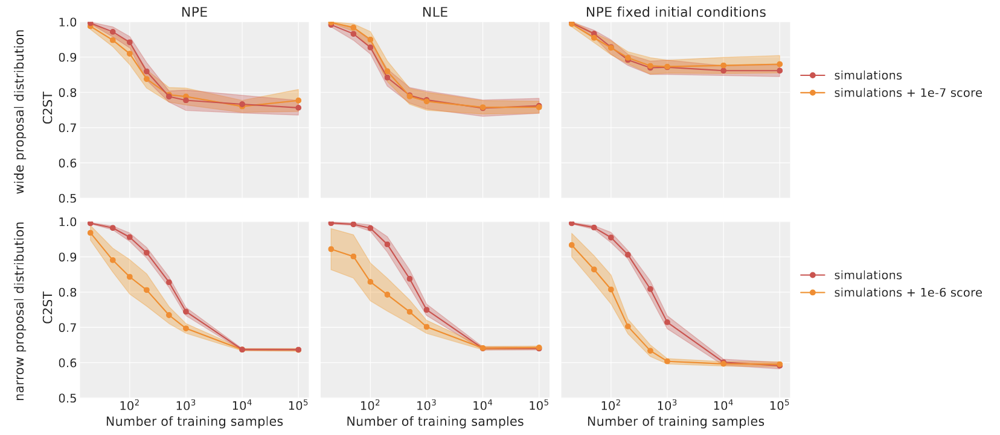 NPE
NLE
NPE fixed initial conditions
wide proposal distribution
C2ST
1.0
0.9
0.8
0.7
0.6
0.5
simulations
simulations + 1e-7 score
narrow proposal distribution
C2ST
1.0
0.9
0.8
0.7
0.6
0.5
simulations
simulations + 1e-6 score
10² 10³ 10⁴ 10⁵
10² 10³ 10⁴ 10⁵
10² 10³ 10⁴ 10⁵
Number of training samples
Number of training samples
Number of training samples